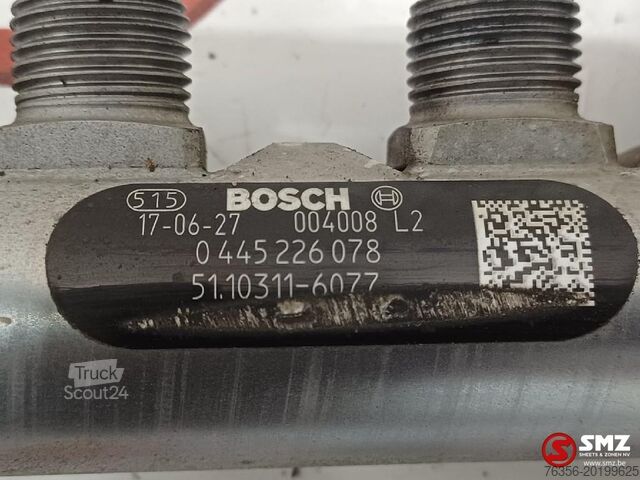 515 BOSCH
17-06-27 004008 L2
0 445 226 078
51.10311-6077
Truck
Scout24
SMZ
SMEETS & ZONEN NV
www.smz.be
76356-20199625